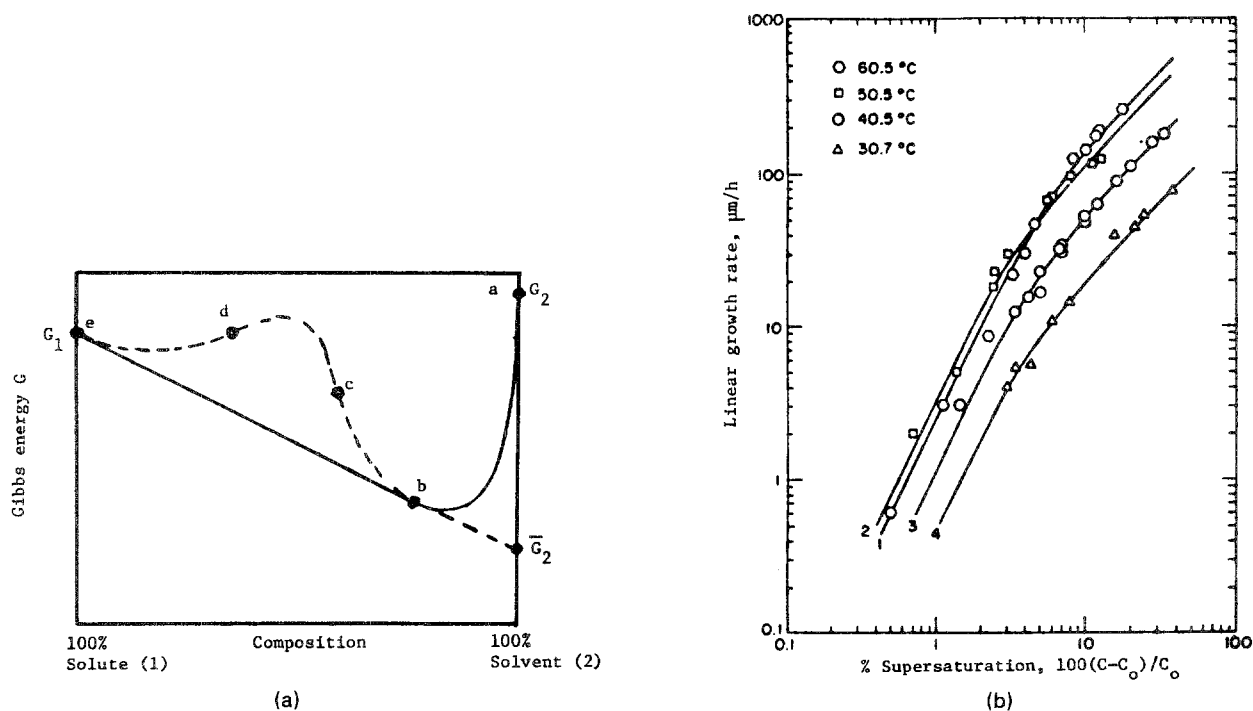 a
G₂
G₁
e
d
c
b
G̅₂
Gibbs energy G
100%
Solute (1)
Composition
100%
Solvent (2)
(a)
1000
100
10
1
0.1
Linear growth rate, μm/h
60.5 °C
50.5 °C
40.5 °C
30.7 °C
2
1
3
4
0.1
1
10
100
% Supersaturation, 100(C-C₀)/C₀
(b)